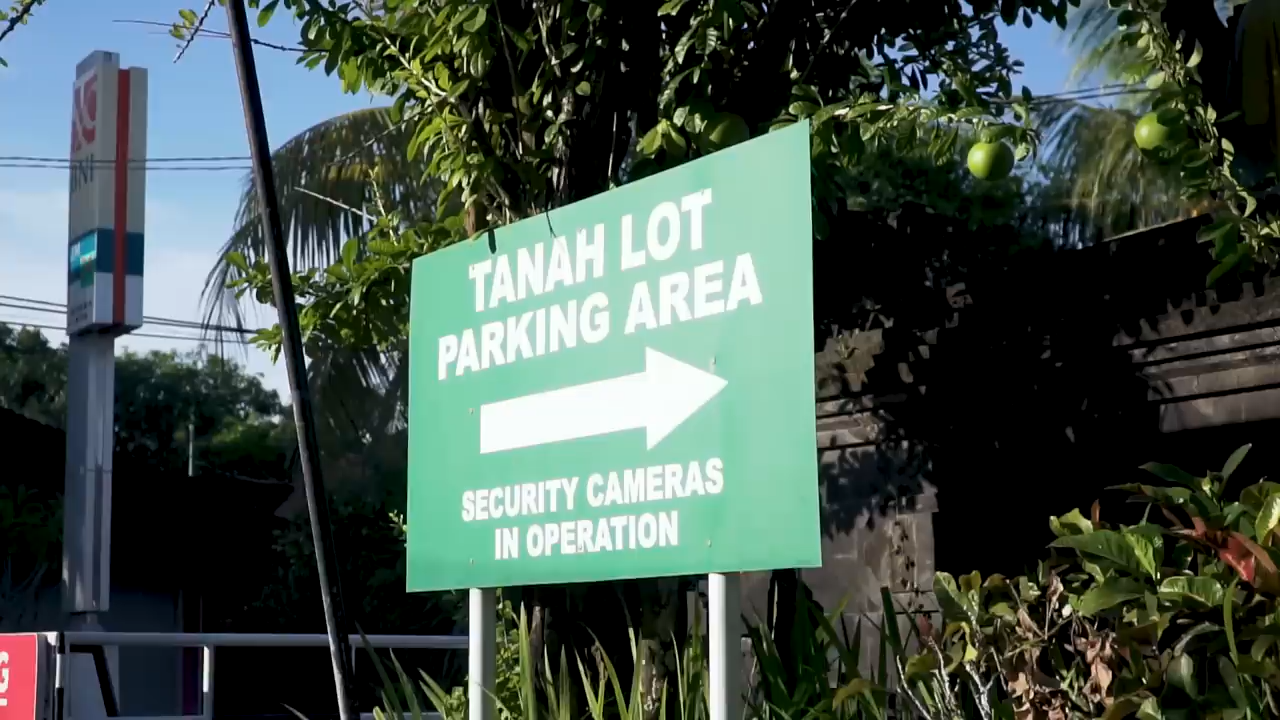 TANAH LOT
PARKING AREA
SECURITY CAMERAS
IN OPERATION